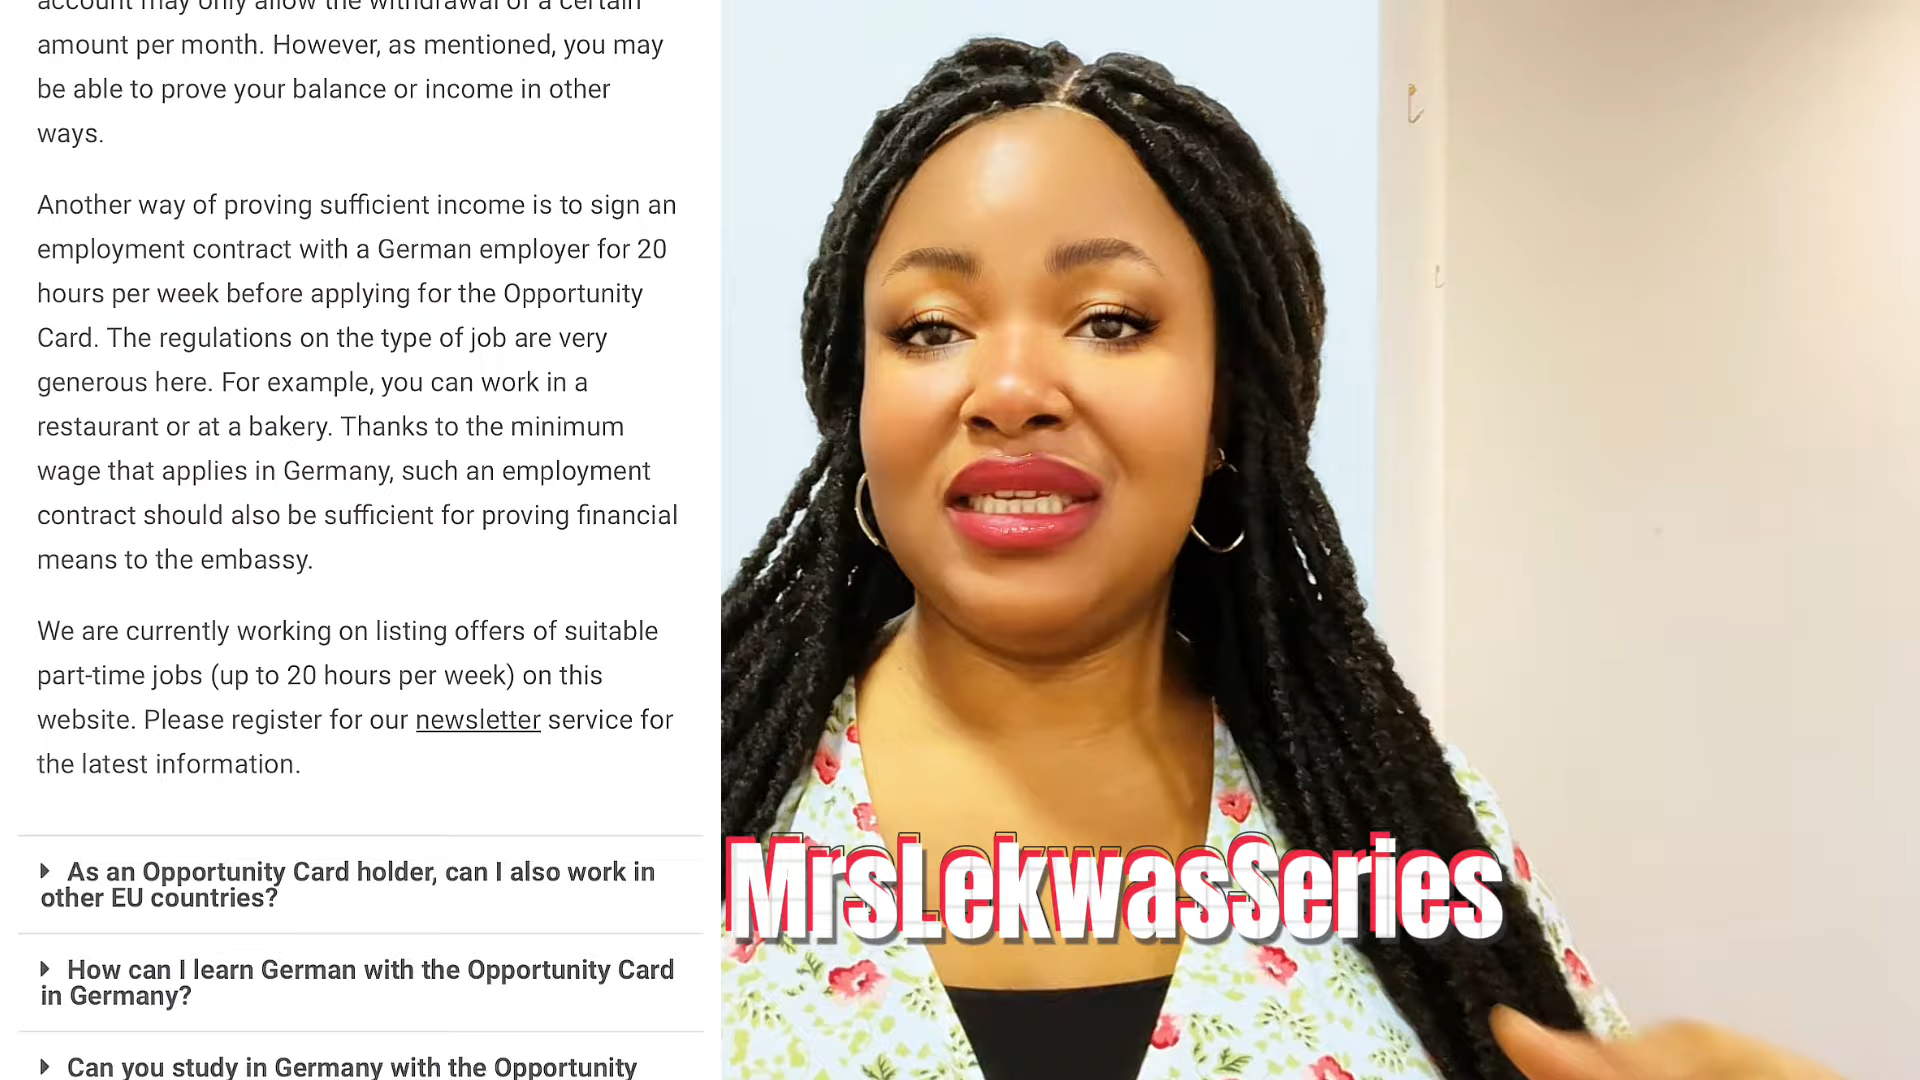 account may only allow the withdrawal of a certain
amount per month. However, as mentioned, you may
be able to prove your balance or income in other
ways.
Another way of proving sufficient income is to sign an
employment contract with a German employer for 20
hours per week before applying for the Opportunity
Card. The regulations on the type of job are very
generous here. For example, you can work in a
restaurant or at a bakery. Thanks to the minimum
wage that applies in Germany, such an employment
contract should also be sufficient for proving financial
means to the embassy.
We are currently working on listing offers of suitable
part-time jobs (up to 20 hours per week) on this
website. Please register for our newsletter service for
the latest information.
As an Opportunity Card holder, can I also work in
other EU countries?
How can I learn German with the Opportunity Card
in Germany?
Can you study in Germany with the Opportunity
MrsLekwasSeries